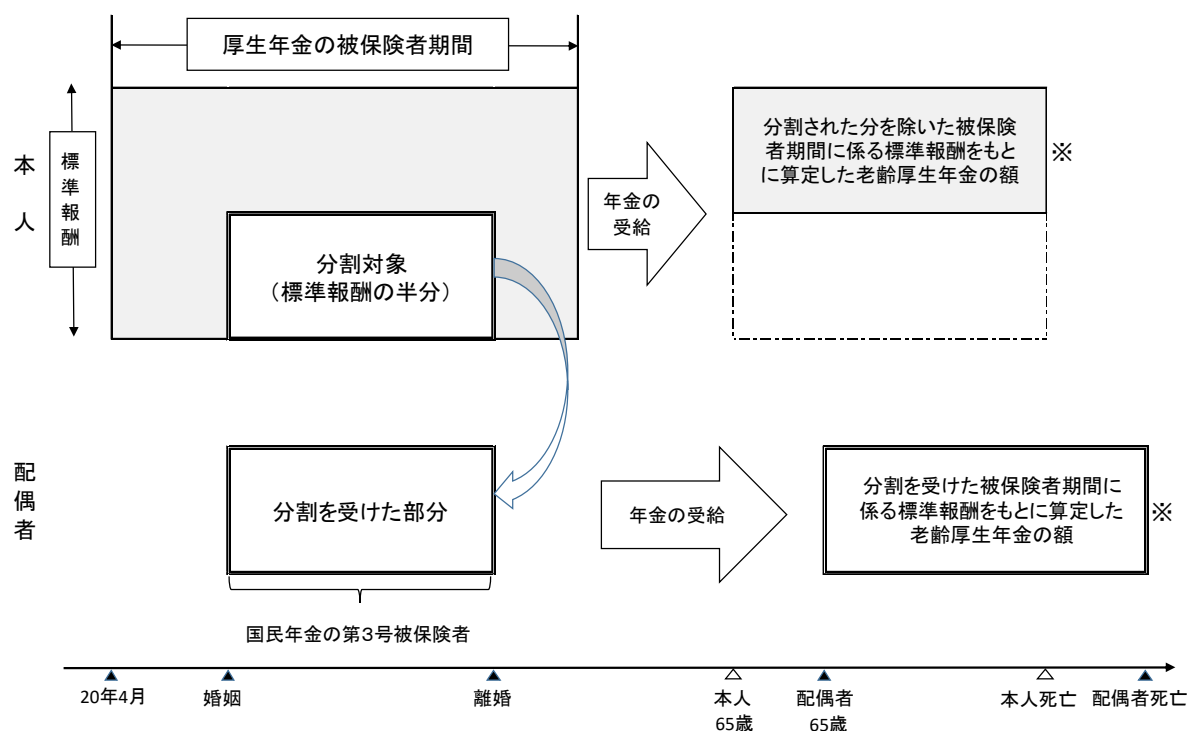 厚生年金の被保険者期間
本人
標準報酬
分割対象
（標準報酬の半分）
年金の
受給
分割された分を除いた被保険
者期間に係る標準報酬をもと
に算定した老齢厚生年金の額
※
配偶者
分割を受けた部分
年金の受給
分割を受けた被保険者期間に
係る標準報酬をもとに算定した
老齢厚生年金の額
※
国民年金の第３号被保険者
20年4月
婚姻
離婚
本人
65歳
配偶者
65歳
本人死亡
配偶者死亡